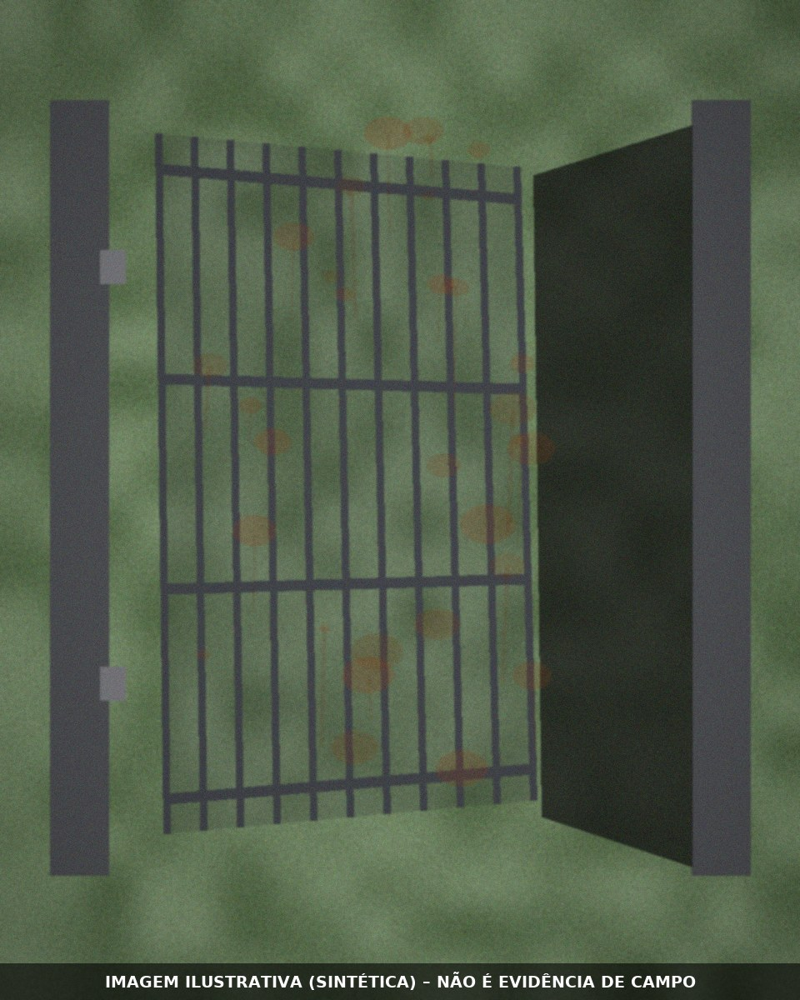 IMAGEM ILUSTRATIVA (SINTÉTICA) – NÃO É EVIDÊNCIA DE CAMPO